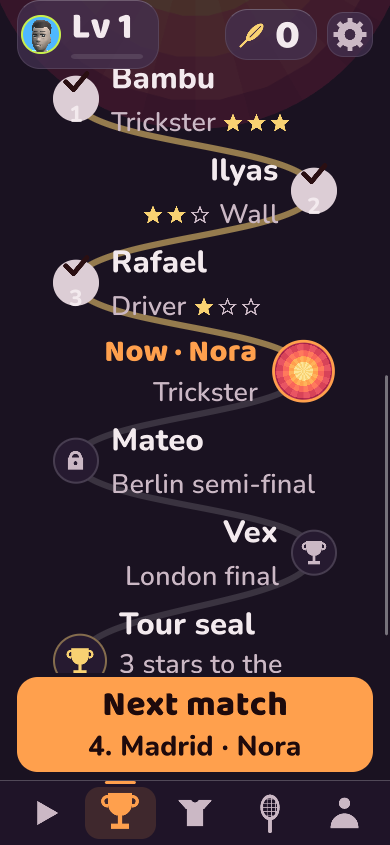 Lv 1
0
Bambu
1
Trickster
Ilyas
2
Wall
Rafael
3
Driver
Now · Nora
Trickster
Mateo
Berlin semi-final
Vex
London final
Tour seal
3 stars to the
Next match
4. Madrid · Nora